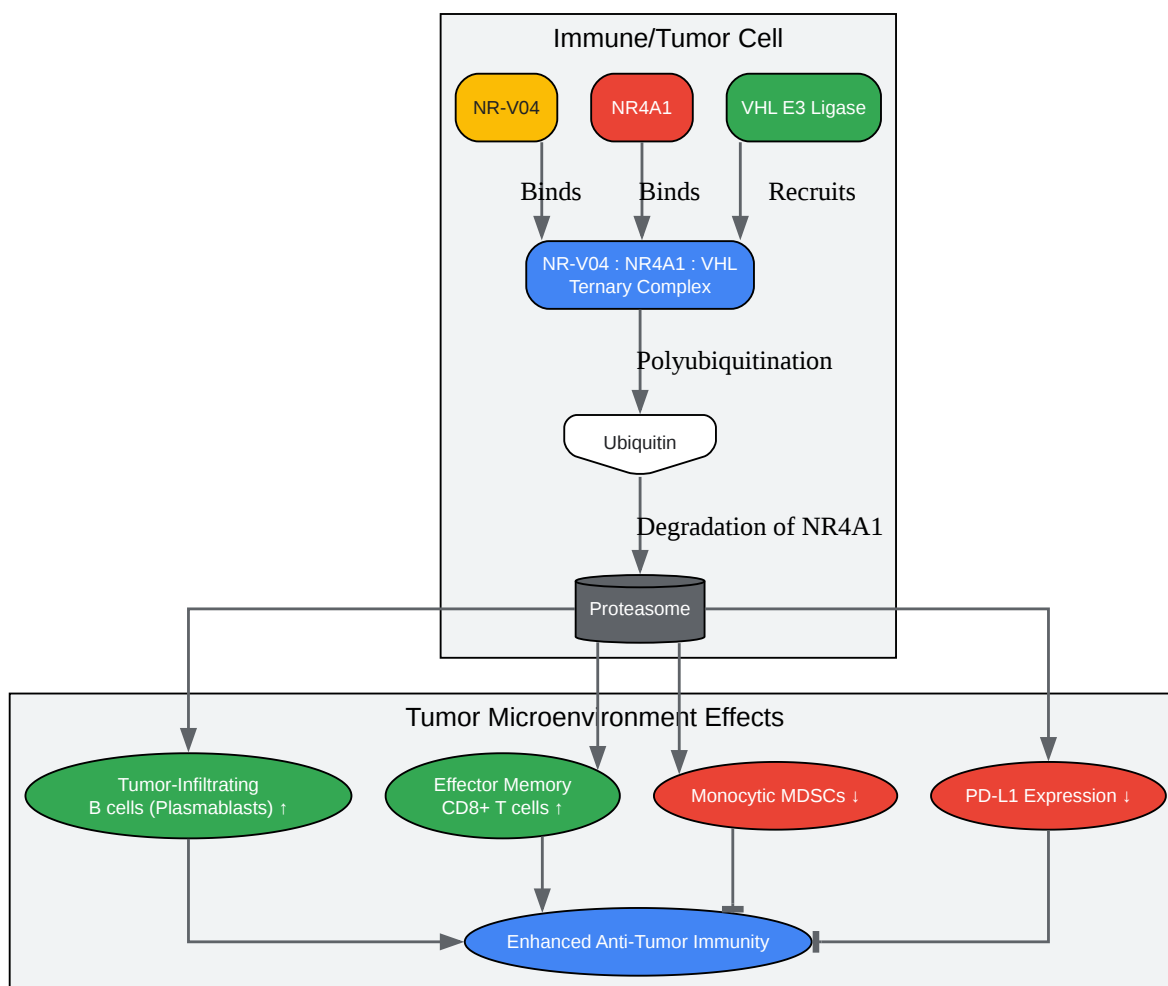 Immune/Tumor Cell
NR-V04
NR4A1
VHL E3 Ligase
Binds
Binds
Recruits
NR-V04 : NR4A1 : VHL
Ternary Complex
Polyubiquitination
Ubiquitin
Degradation of NR4A1
Proteasome
Tumor Microenvironment Effects
Tumor-Infiltrating
B cells (Plasmablasts) ↑
Effector Memory
CD8+ T cells ↑
Monocytic MDSCs ↓
PD-L1 Expression ↓
Enhanced Anti-Tumor Immunity